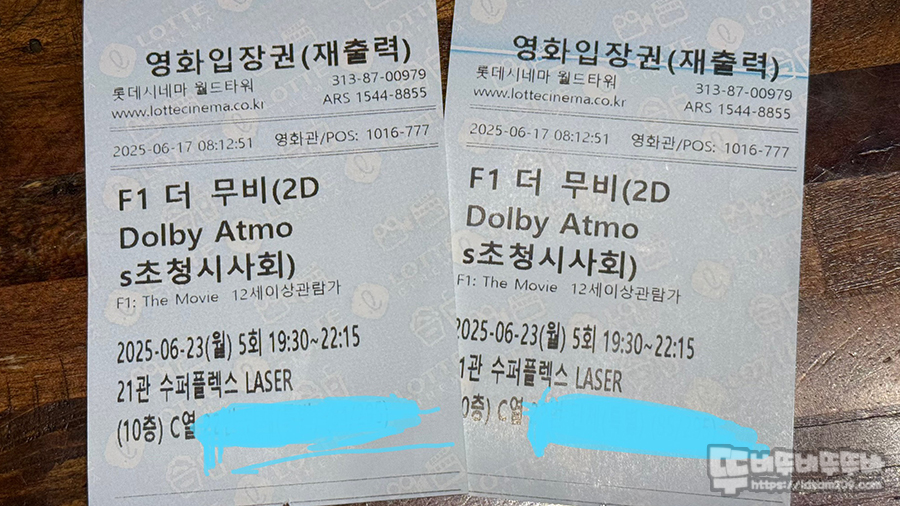 영화입장권(재출력)
롯데시네마 월드타워 313-87-00979
www.lottecinema.co.kr ARS 1544-8855
2025-06-17 08:12:51 영화관/POS: 1016-777
F1 더 무비(2D
Dolby Atmo
s초청시사회)
F1: The Movie 12세이상관람가
2025-06-23(월) 5회 19:30~22:15
21관 수퍼플렉스 LASER
(10층) C열
영화입장권(재출력)
롯데시네마 월드타워 313-87-00979
www.lottecinema.co.kr ARS 1544-8855
2025-06-17 08:12:51 영화관/POS: 1016-777
F1 더 무비(2D
Dolby Atmo
s초청시사회)
F1: The Movie 12세이상관람가
2025-06-23(월) 5회 19:30~22:15
1관 수퍼플렉스 LASER
0층) C열
뚜벅뚜벅뚜벅